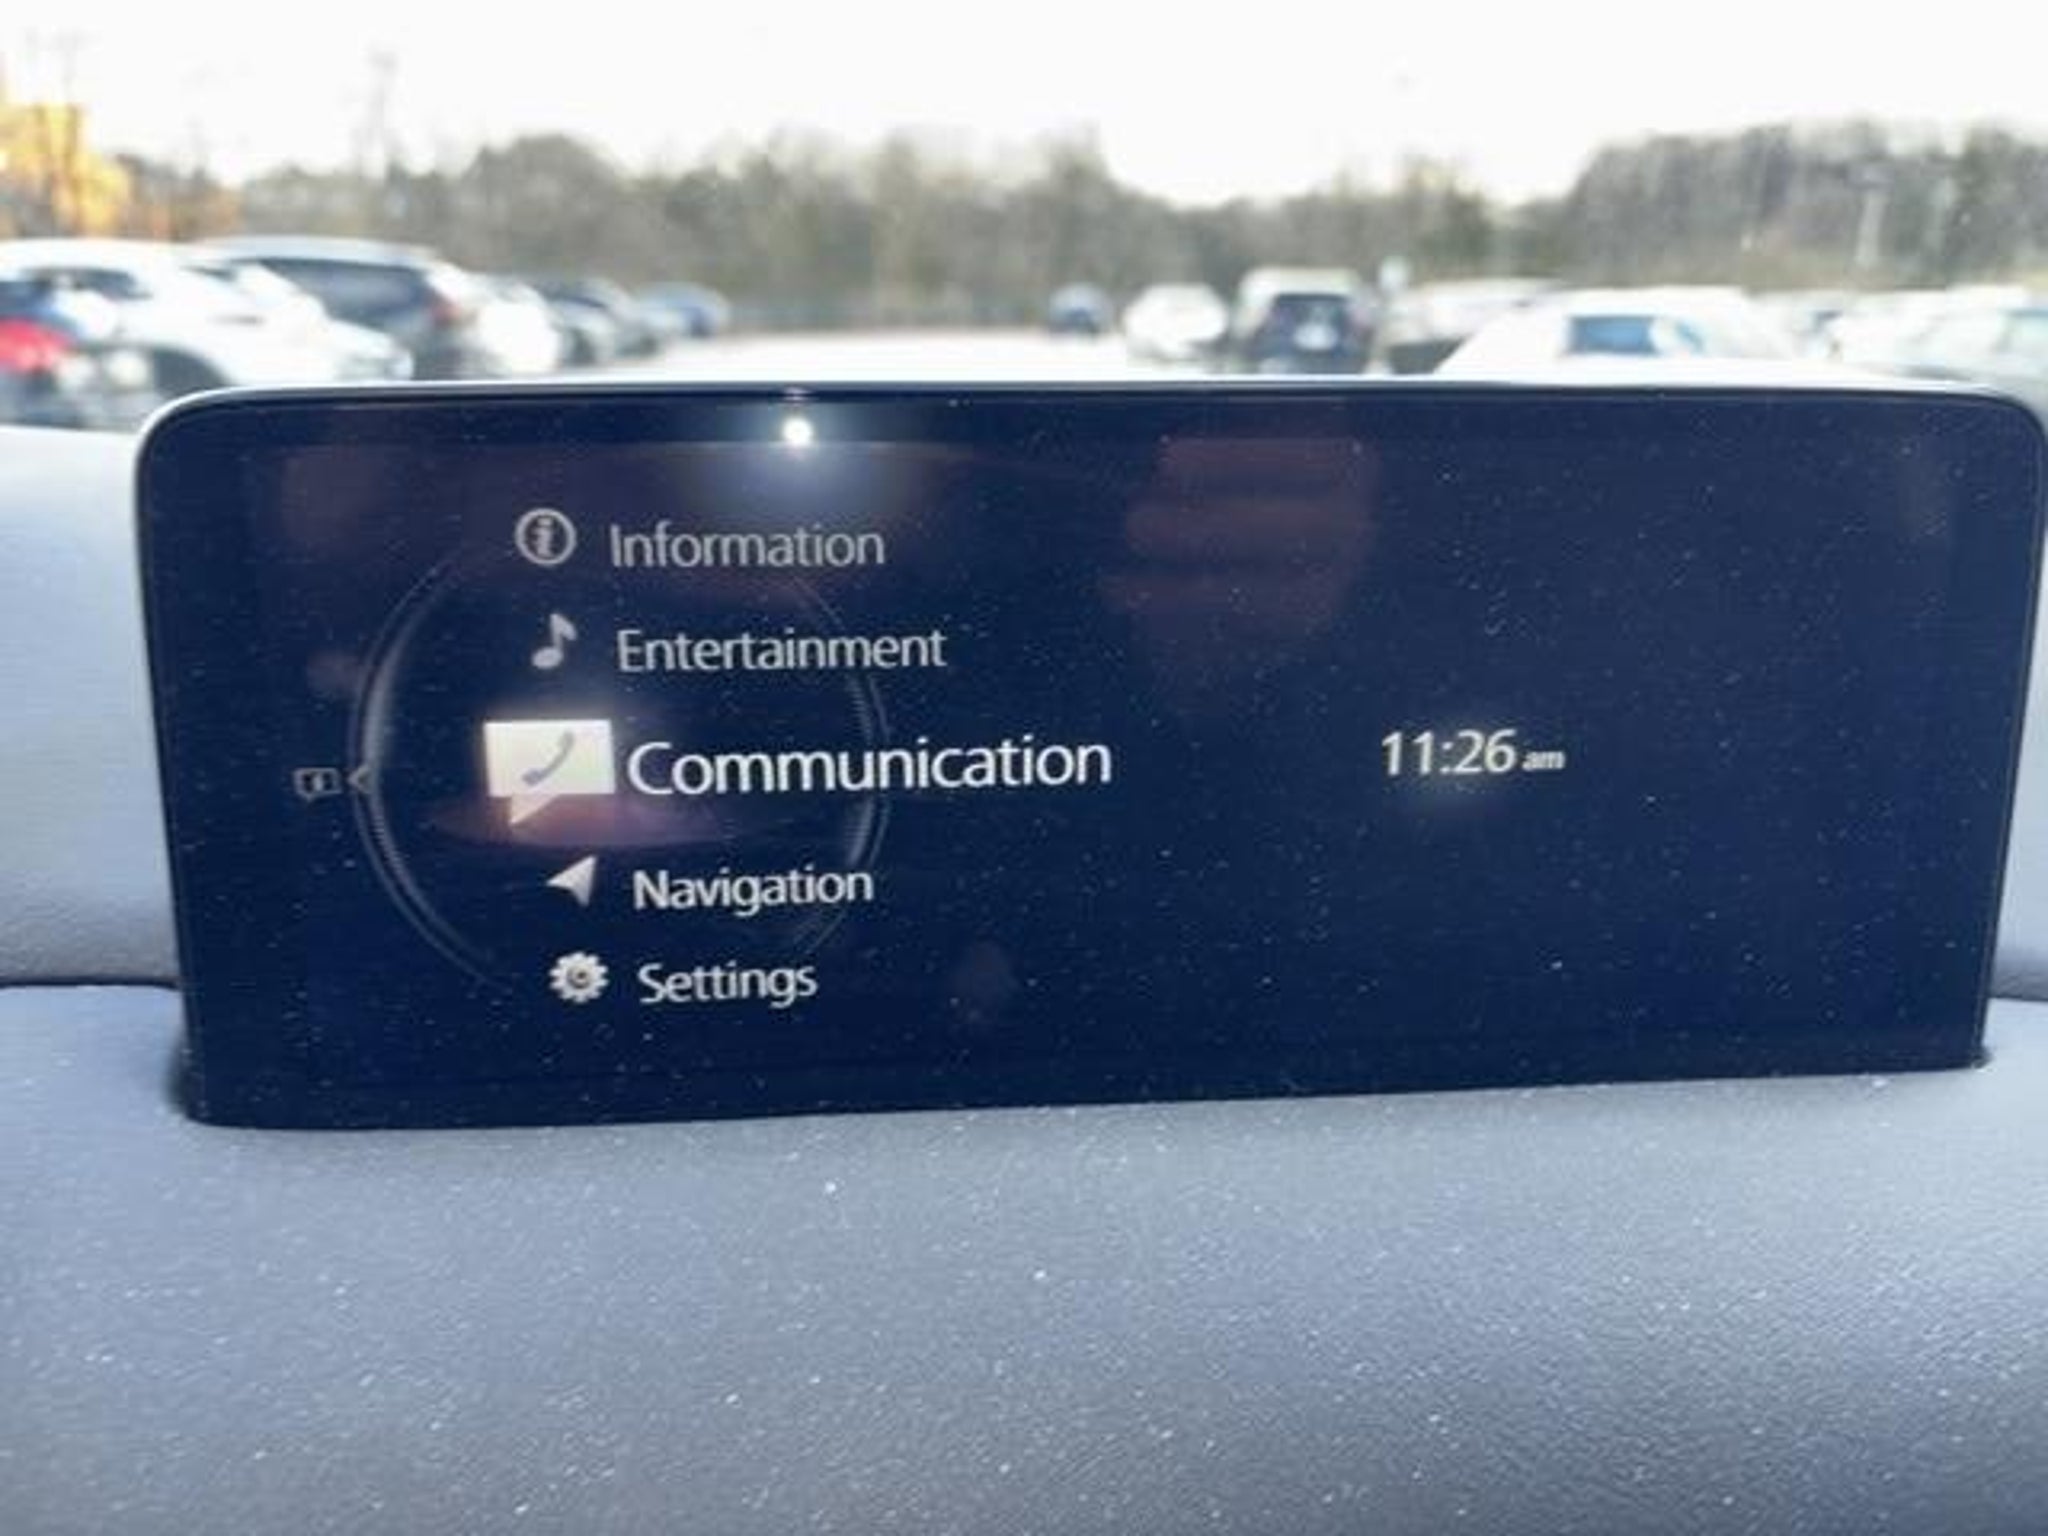 Information
Entertainment
Communication
11:26 am
Navigation
Settings